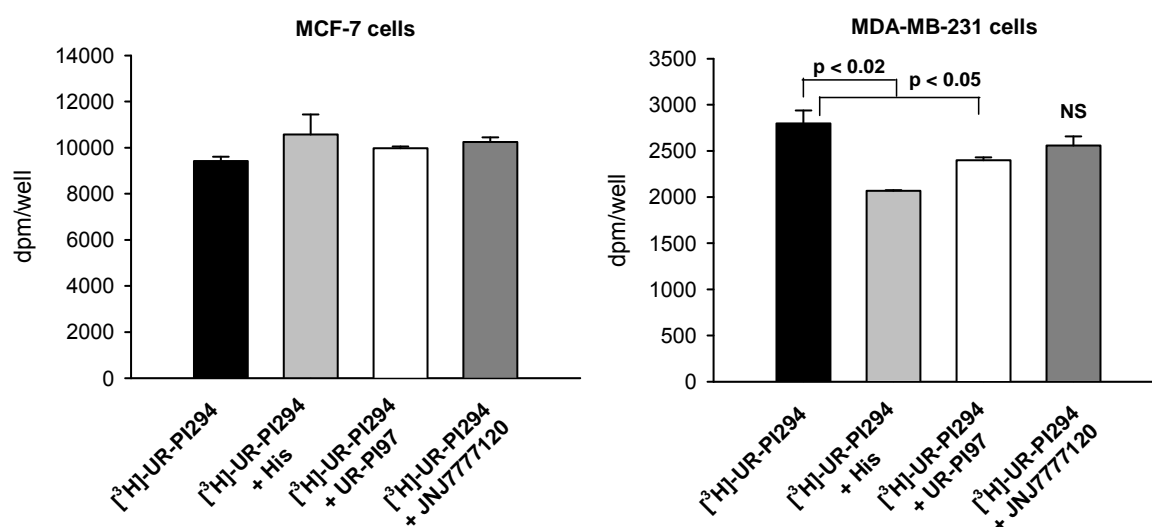 MCF-7 cells
dpm/well
14000
12000
10000
8000
6000
4000
2000
0
[³H]-UR-PI294
[³H]-UR-PI294
+ His
[³H]-UR-PI294
+ UR-PI97
[³H]-UR-PI294
+ JNJ7777120
MDA-MB-231 cells
dpm/well
3500
3000
2500
2000
1500
1000
500
0
p < 0.02
p < 0.05
NS
[³H]-UR-PI294
[³H]-UR-PI294
+ His
[³H]-UR-PI294
+ UR-PI97
[³H]-UR-PI294
+ JNJ7777120